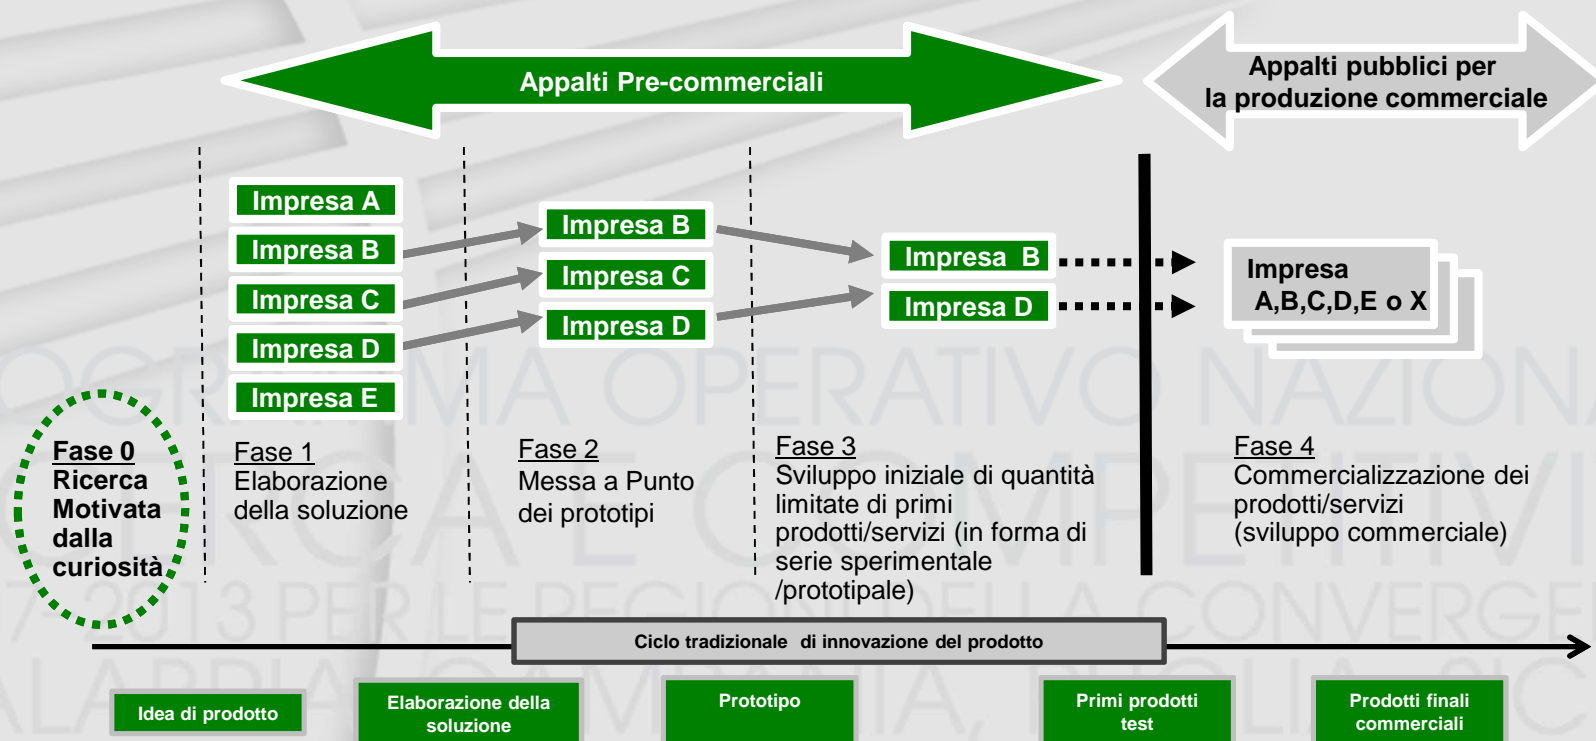 Appalti Pre-commerciali
Appalti pubblici per
la produzione commerciale
Impresa A
Impresa B
Impresa C
Impresa D
Impresa E
Impresa B
Impresa C
Impresa D
Impresa B
Impresa D
Impresa
A,B,C,D,E o X
Fase 0
Ricerca
Motivata
dalla
curiosità
Fase 1
Elaborazione
della soluzione
Fase 2
Messa a Punto
dei prototipi
Fase 3
Sviluppo iniziale di quantità
limitate di primi
prodotti/servizi (in forma di
serie sperimentale
/prototipale)
Fase 4
Commercializzazione dei
prodotti/servizi
(sviluppo commerciale)
Ciclo tradizionale di innovazione del prodotto
Idea di prodotto
Elaborazione della
soluzione
Prototipo
Primi prodotti
test
Prodotti finali
commerciali